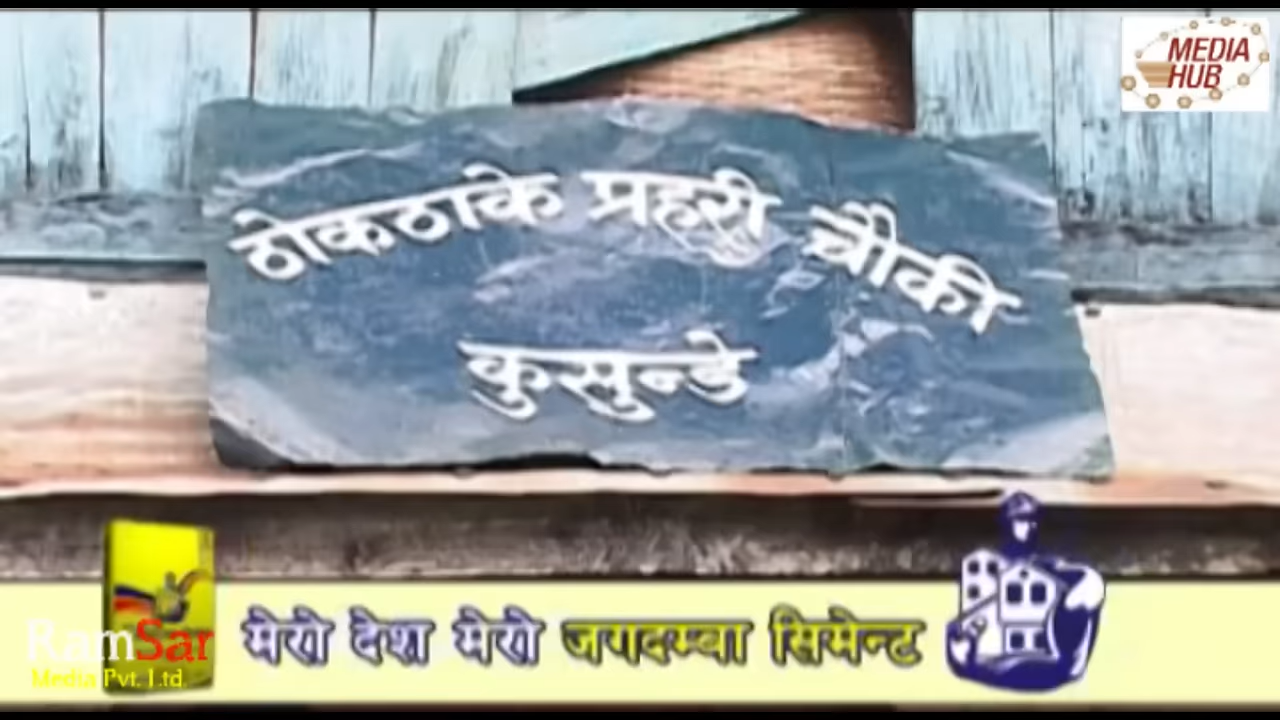 MEDIA
HUB
ठोकठाके प्रहरी चौकी
कुसुन्डे
मेरो देश मेरो जगदम्बा सिमेन्ट
RamSar
Media Pvt. Ltd.